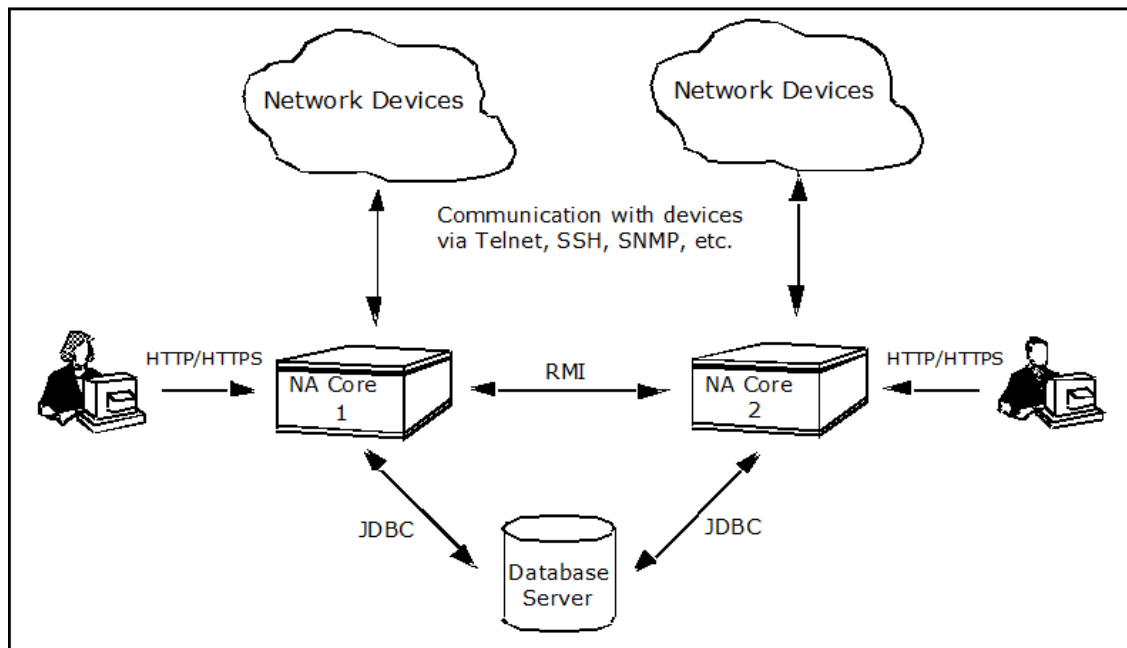 Network Devices
Network Devices
Communication with devices
via Telnet, SSH, SNMP, etc.
HTTP/HTTPS
NA Core
1
RMI
NA Core
2
HTTP/HTTPS
JDBC
JDBC
Database
Server